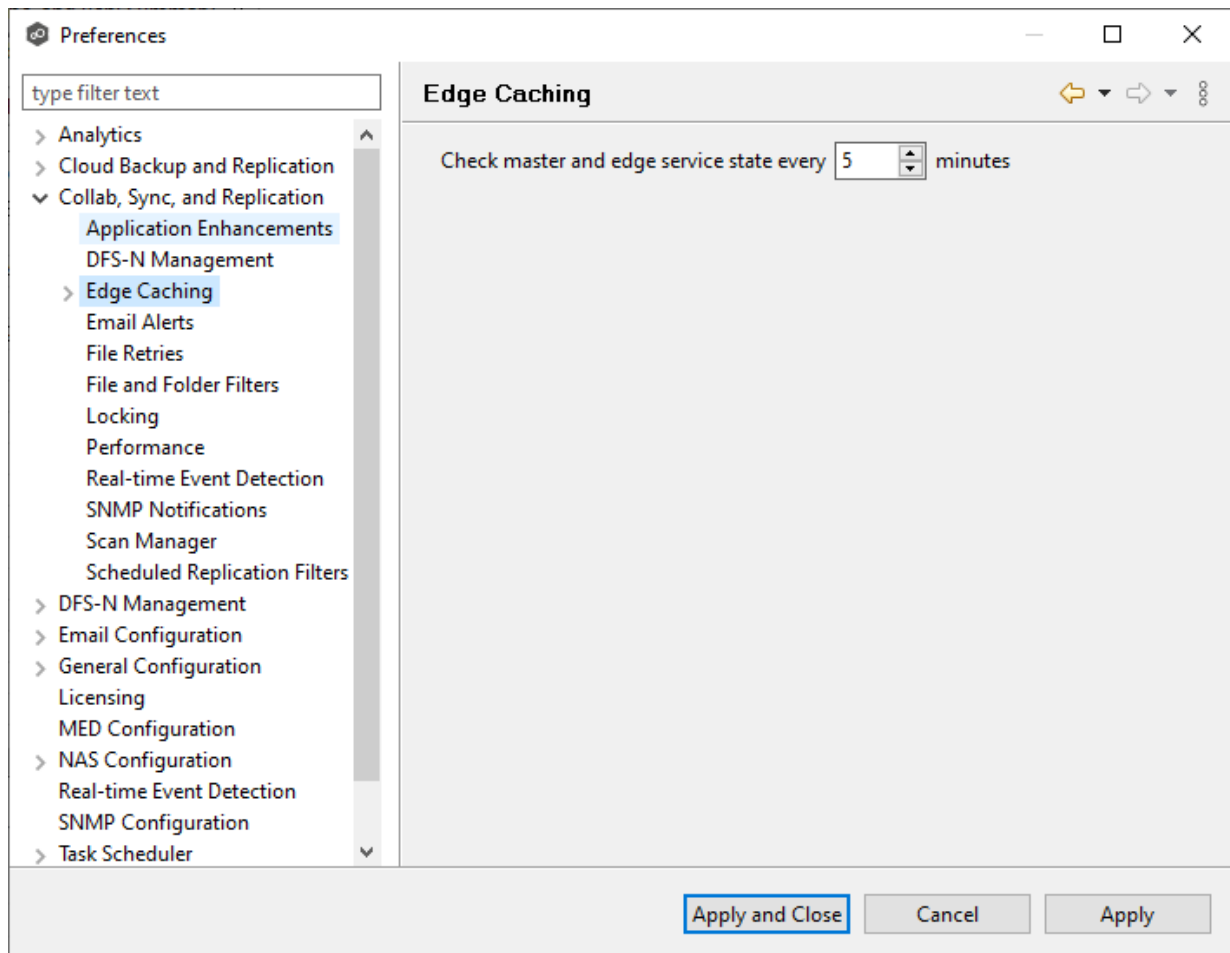 Preferences
type filter text
Analytics
Cloud Backup and Replication
Collab, Sync, and Replication
Application Enhancements
DFS-N Management
Edge Caching
Email Alerts
File Retries
File and Folder Filters
Locking
Performance
Real-time Event Detection
SNMP Notifications
Scan Manager
Scheduled Replication Filters
DFS-N Management
Email Configuration
General Configuration
Licensing
MED Configuration
NAS Configuration
Real-time Event Detection
SNMP Configuration
Task Scheduler
Edge Caching
Check master and edge service state every 5 minutes
Apply and Close
Cancel
Apply